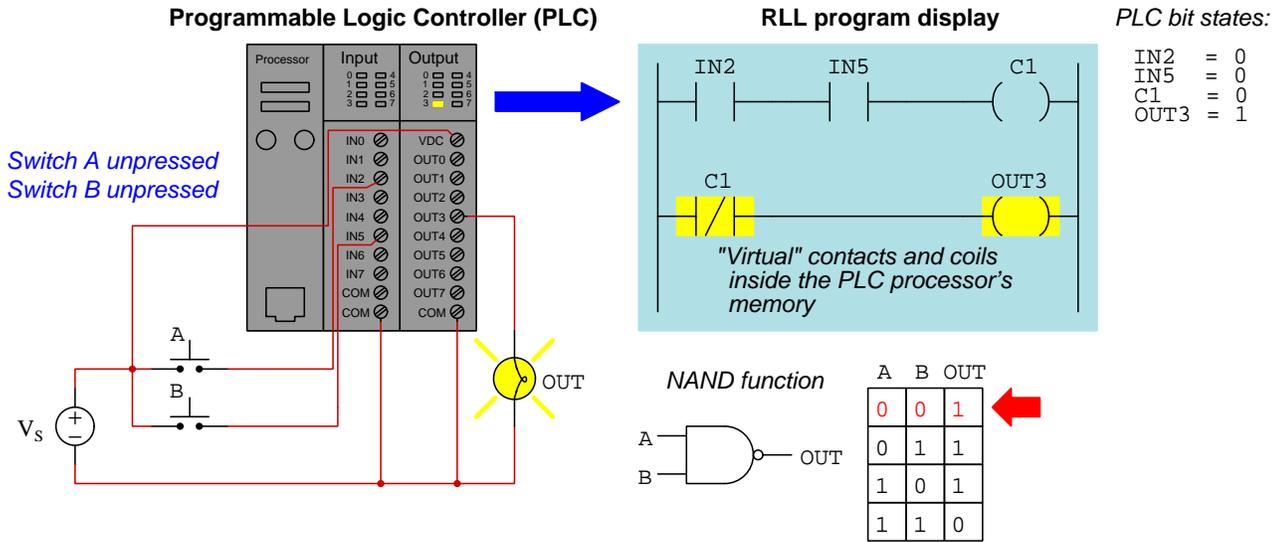 Programmable Logic Controller (PLC)
RLL program display
PLC bit states:
Processor
Input
Output
0 4
1 5
2 6
3 7
0 4
1 5
2 6
3 7
IN0
IN1
IN2
IN3
IN4
IN5
IN6
IN7
COM
COM
VDC
OUT0
OUT1
OUT2
OUT3
OUT4
OUT5
OUT6
OUT7
COM
Switch A unpressed
Switch B unpressed
IN2 IN5 C1
C1 OUT3
"Virtual" contacts and coils
inside the PLC processor's
memory
IN2 = 0
IN5 = 0
C1 = 0
OUT3 = 1
A
B
VS
+
−
OUT
NAND function
A
B
OUT
A B OUT
0 0 1
0 1 1
1 0 1
1 1 0